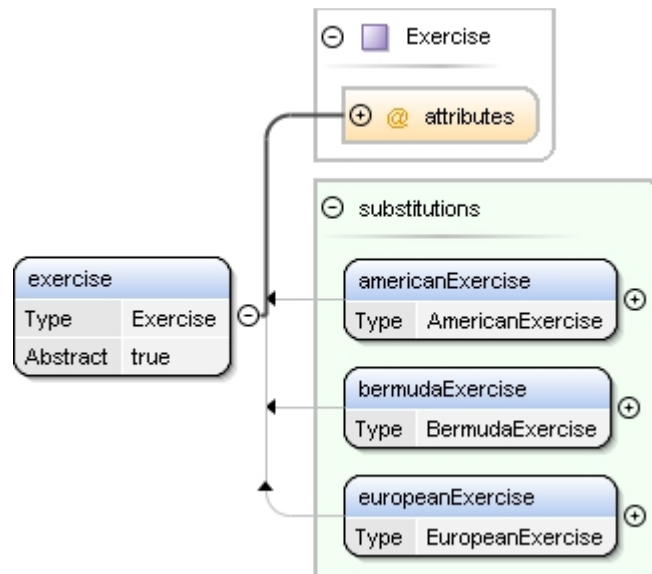 Exercise
@ attributes
substitutions
exercise
Type Exercise
Abstract true
americanExercise
Type AmericanExercise
bermudaExercise
Type BermudaExercise
europeanExercise
Type EuropeanExercise